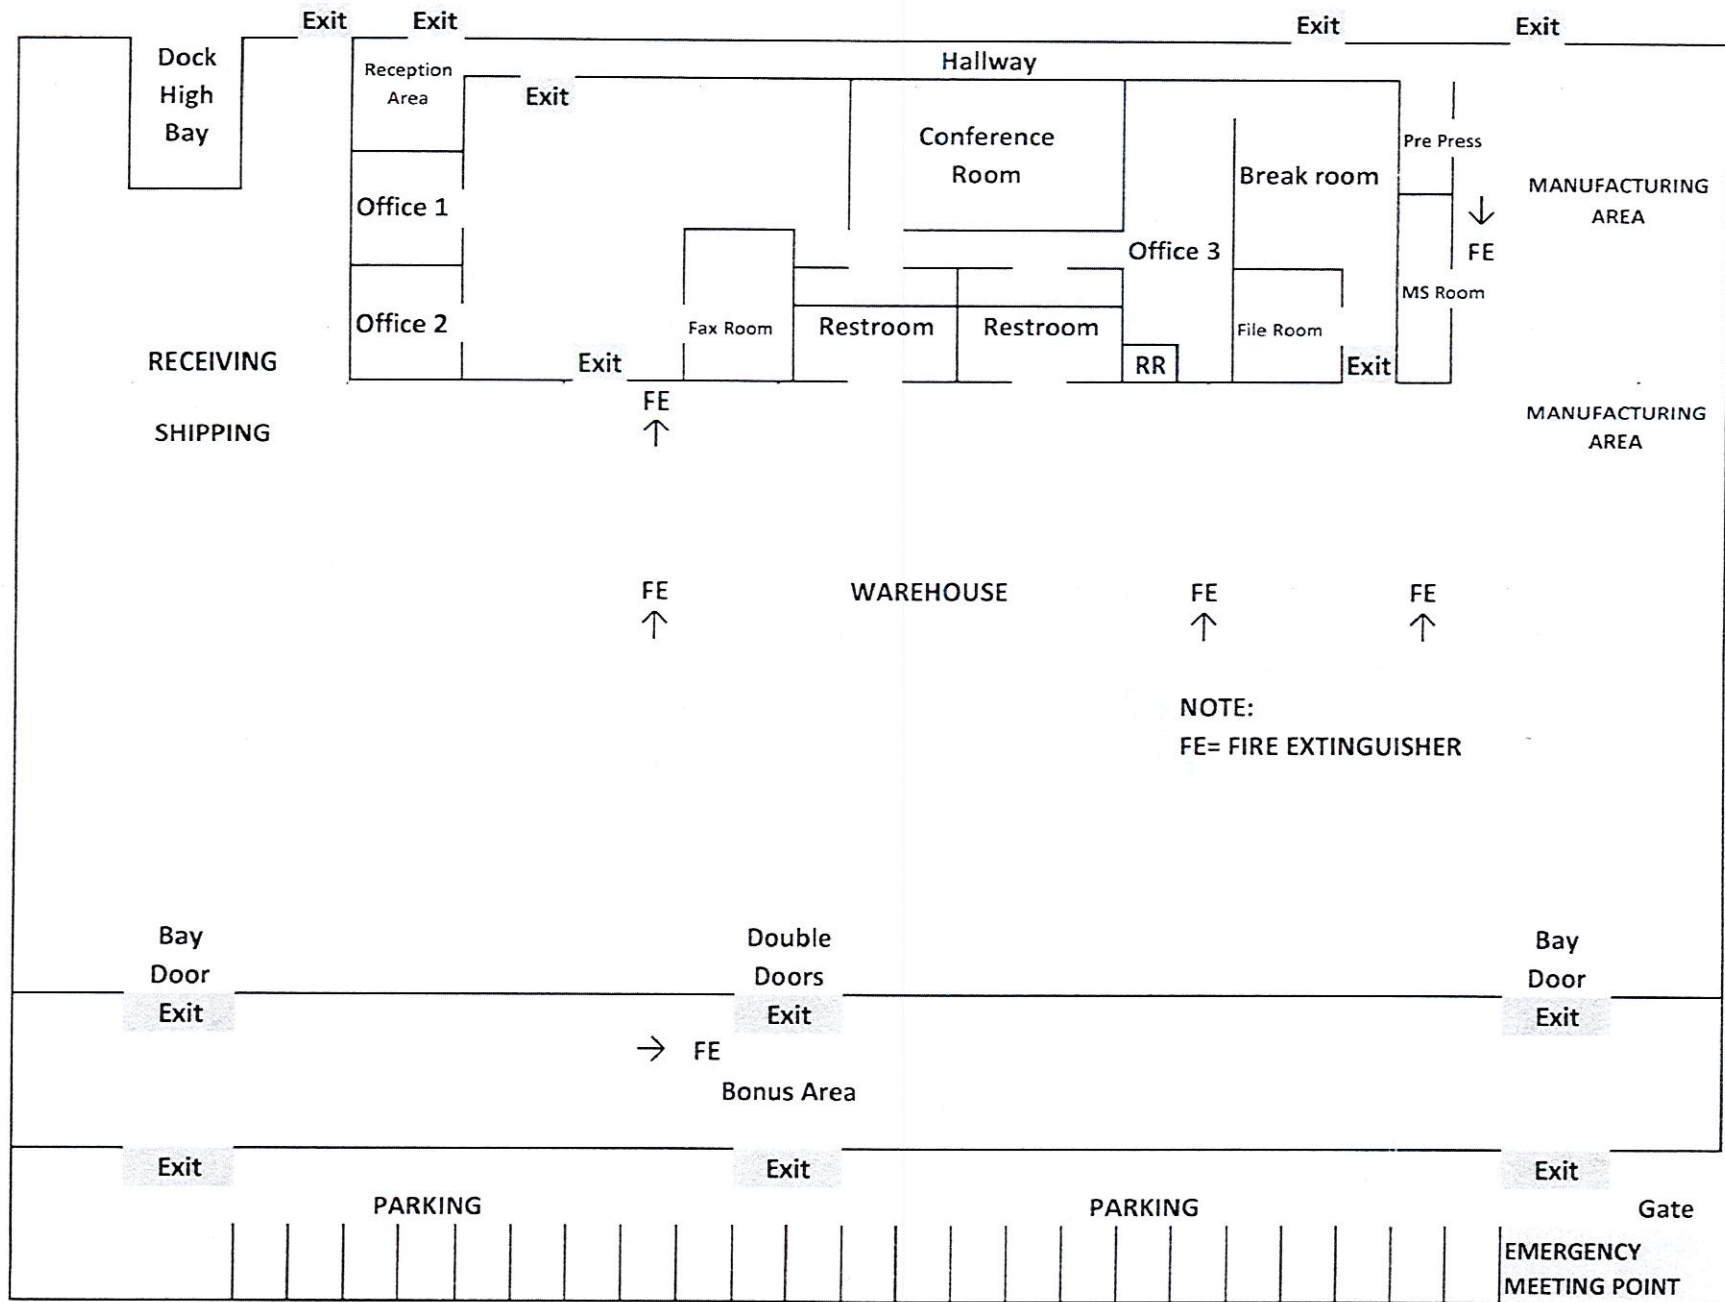 Exit
Exit
Exit
Exit
Dock
High
Bay
Reception
Area
Hallway
Exit
Conference
Room
Pre Press
Break room
MANUFACTURING
AREA
Office 1
Office 3
FE
MS Room
Office 2
Fax Room
Restroom
Restroom
File Room
RECEIVING
Exit
RR
Exit
FE
SHIPPING
MANUFACTURING
AREA
FE
WAREHOUSE
FE
FE
NOTE:
FE= FIRE EXTINGUISHER
Bay
Door
Exit
Double
Doors
Exit
Bay
Door
Exit
FE
Bonus Area
Exit
Exit
Exit
PARKING
PARKING
Gate
EMERGENCY
MEETING POINT